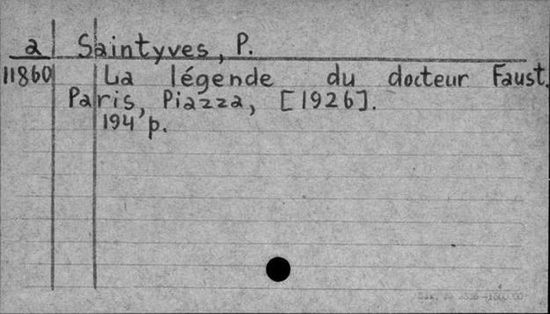 a Saintyves, P.
11860 La légende du docteur Faust.
Paris, Piazza, [1926].
194 p.